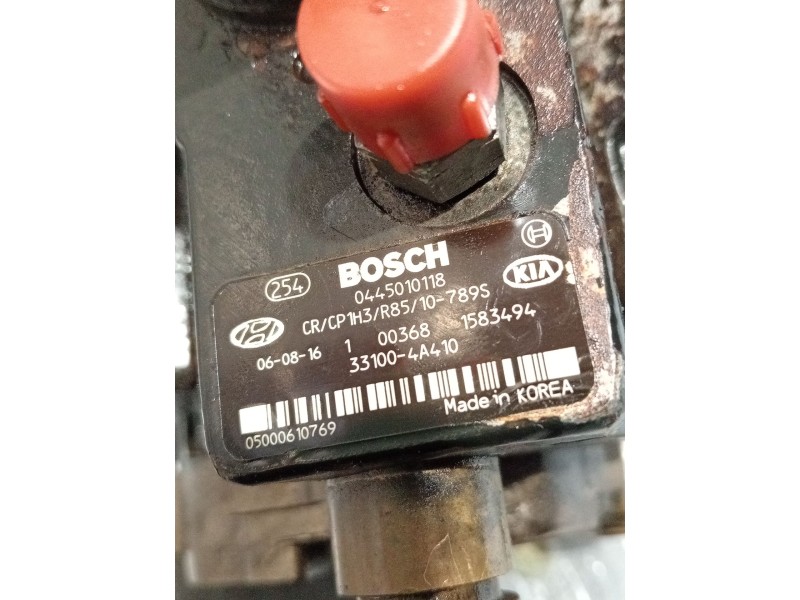 254
BOSCH
0445010118
KIA
CR/CP1H3/R85/10-789S
06-08-16 1 00368 1583494
33100-4A410
05000610769
Made in KOREA